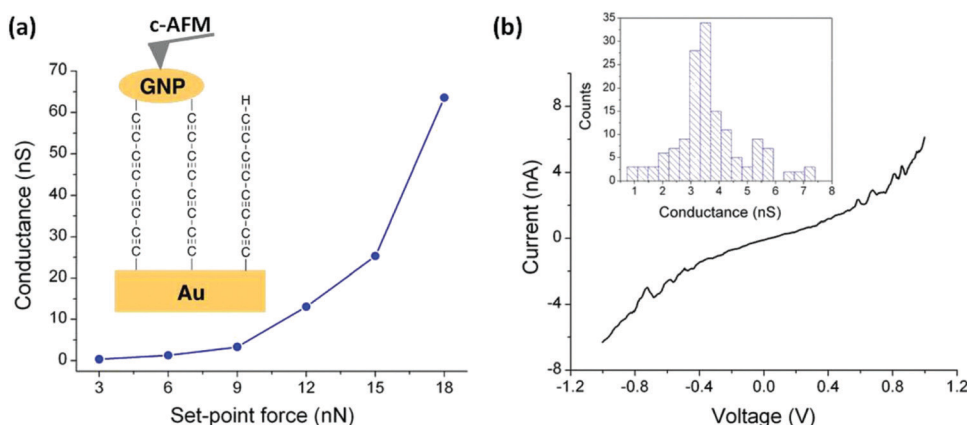 (a)
c-AFM
GNP
H
C≡C-C≡C-C≡C-C≡C
C≡C-C≡C-C≡C-C≡C
C≡C-C≡C-C≡C-C≡C
Au
Conductance (nS)
70
60
50
40
30
20
10
0
3 6 9 12 15 18
Set-point force (nN)
(b)
Counts
35
30
25
20
15
10
5
0
1 2 3 4 5 6 7 8
Conductance (nS)
Current (nA)
8
4
0
-4
-8
-1.2 -0.8 -0.4 0.0 0.4 0.8 1.2
Voltage (V)